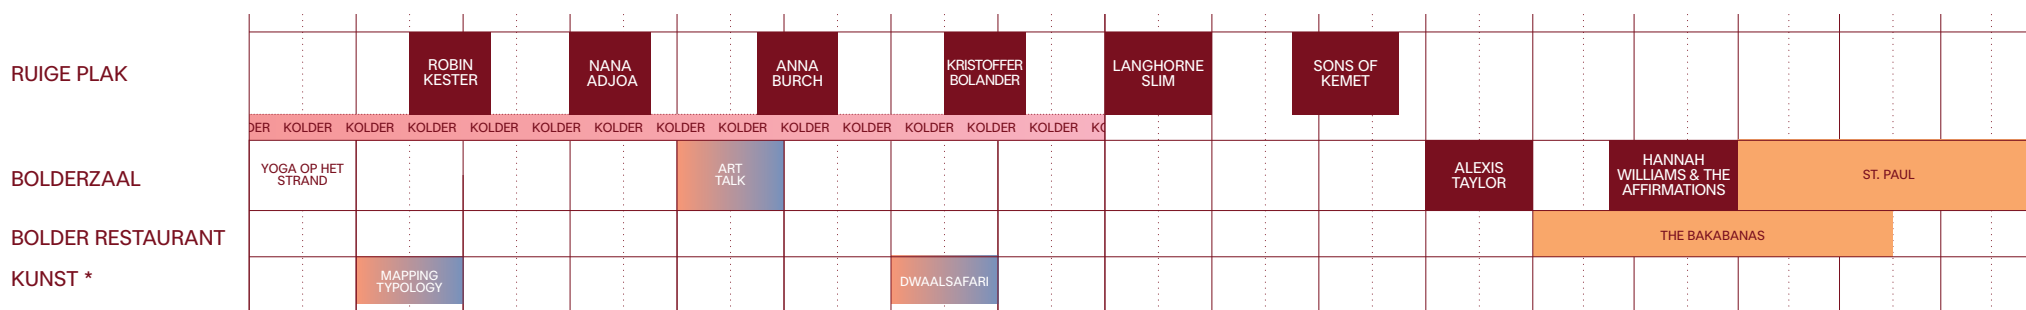 RUIGE PLAK
ROBIN
KESTER
NANA
ADJOA
ANNA
BURCH
KRISTOFFER
BOLANDER
LANGHORNE
SLIM
SONS OF
KEMET
DER KOLDER KOLDER KOLDER KOLDER KOLDER KOLDER KOLDER KOLDER KOLDER KOLDER KOLDER KOLDER KOLDER KO
BOLDERZAAL
YOGA OP HET
STRAND
ART
TALK
ALEXIS
TAYLOR
HANNAH
WILLIAMS & THE
AFFIRMATIONS
ST. PAUL
BOLDER RESTAURANT
THE BAKABANAS
KUNST *
MAPPING
TYPOLOGY
DWAALSAFARI